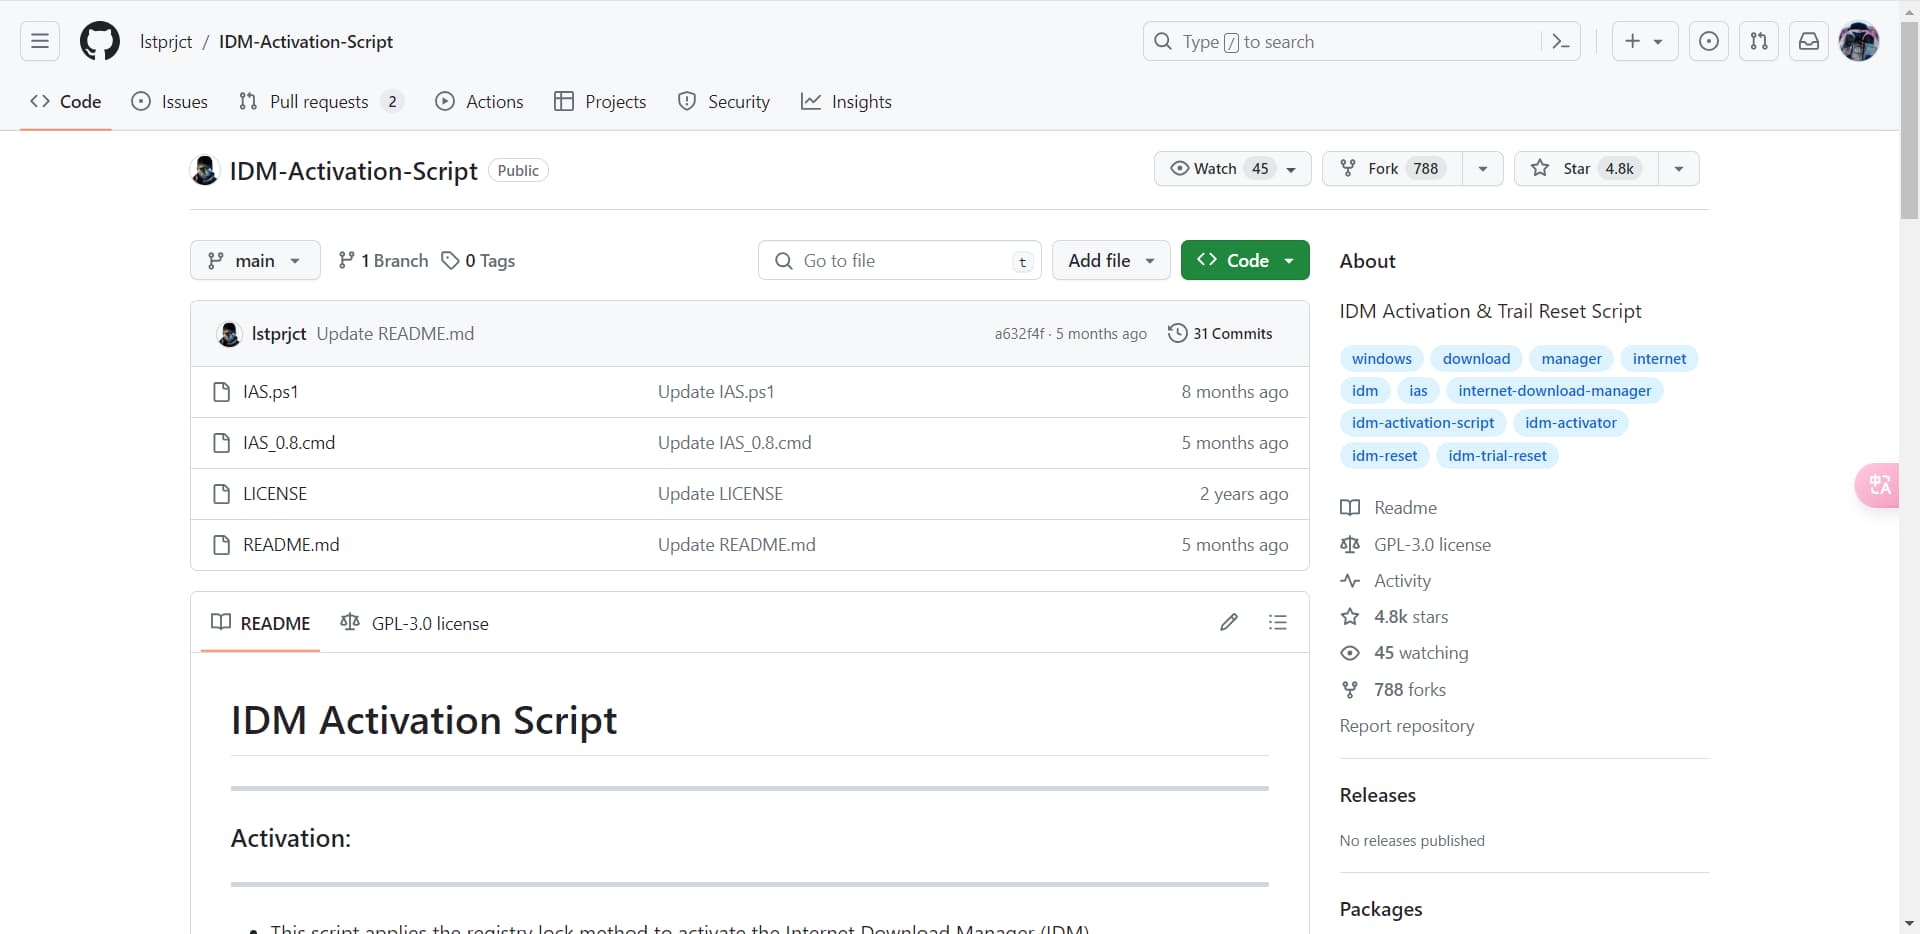 lstprjct / IDM-Activation-Script
Type / to search
Code
Issues
Pull requests 2
Actions
Projects
Security
Insights
IDM-Activation-Script Public
Watch 45
Fork 788
Star 4.8k
main
1 Branch
0 Tags
Go to file t
Add file
Code
lstprjct Update README.md a632f4f · 5 months ago 31 Commits
IAS.ps1 Update IAS.ps1 8 months ago
IAS_0.8.cmd Update IAS_0.8.cmd 5 months ago
LICENSE Update LICENSE 2 years ago
README.md Update README.md 5 months ago
README GPL-3.0 license
IDM Activation Script
Activation:
• This script applies the registry lock method to activate the Internet Download Manager (IDM)
About
IDM Activation & Trail Reset Script
windows download manager internet
idm ias internet-download-manager
idm-activation-script idm-activator
idm-reset idm-trial-reset
Readme
GPL-3.0 license
Activity
4.8k stars
45 watching
788 forks
Report repository
Releases
No releases published
Packages
中A